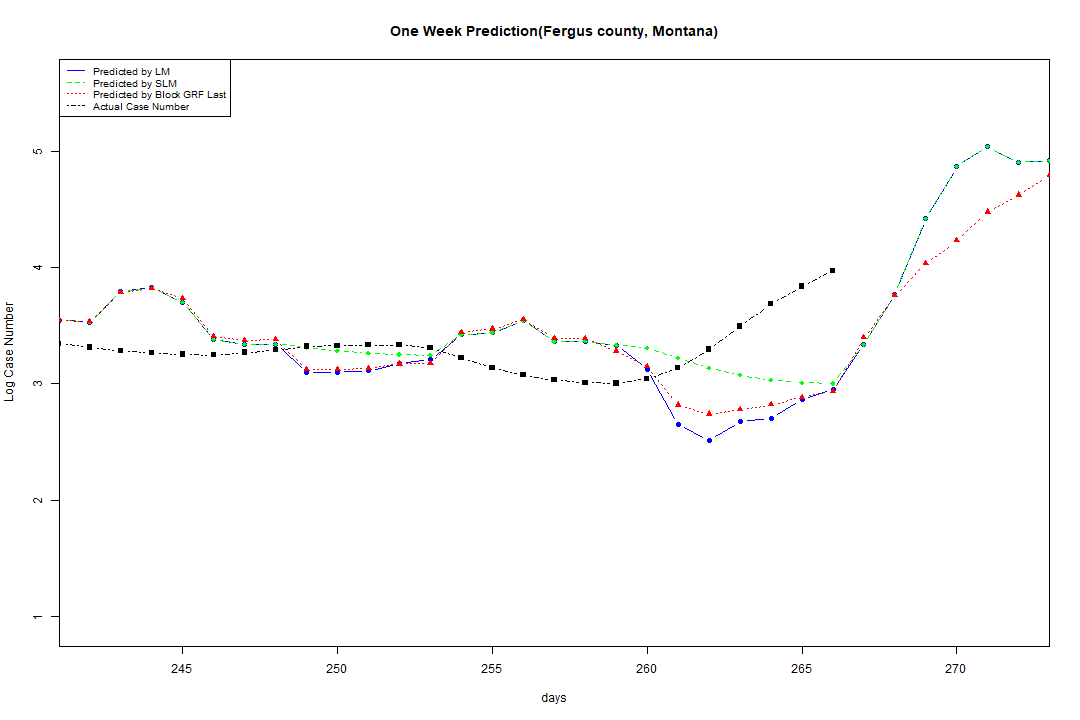 One Week Prediction(Fergus county, Montana)
Predicted by LM
Predicted by SLM
Predicted by Block GRF Last
Actual Case Number
Log Case Number
5
4
3
2
1
245
250
255
260
265
270
days